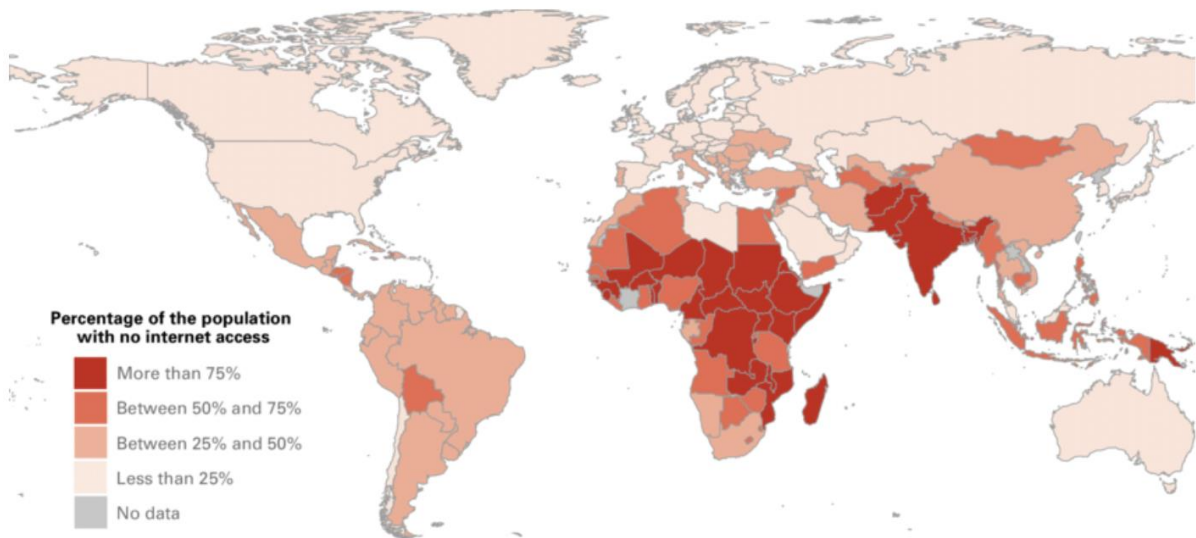 Percentage of the population
with no internet access
More than 75%
Between 50% and 75%
Between 25% and 50%
Less than 25%
No data